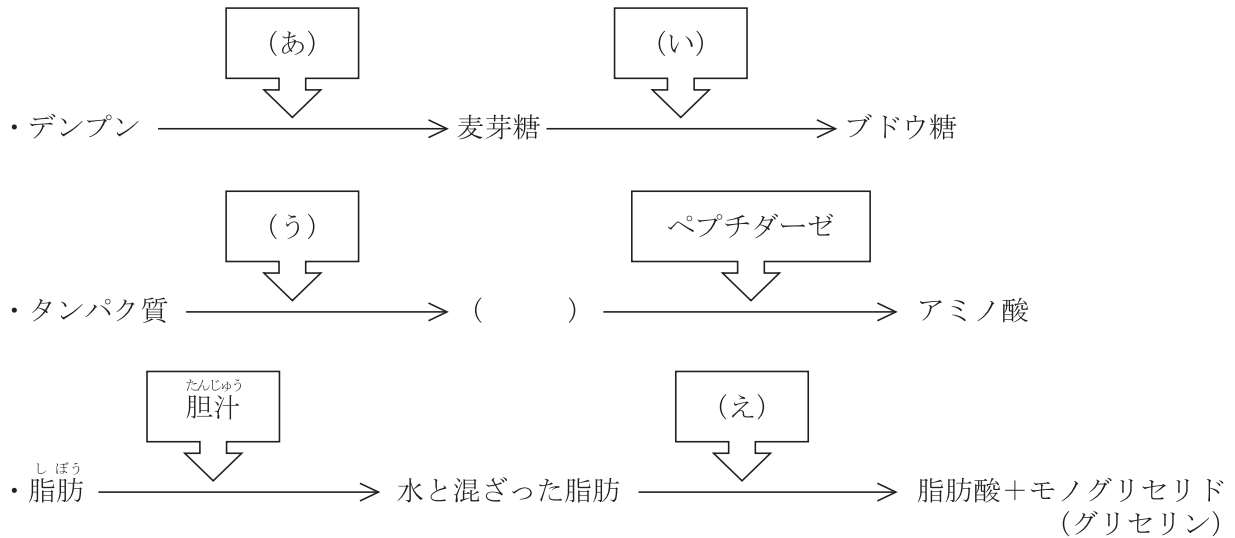 （あ）
（い）
・デンプン
麦芽糖
ブドウ糖
（う）
ペプチダーゼ
・タンパク質
（　　　）
アミノ酸
たんじゅう
胆汁
（え）
しぼう
・脂肪
水と混ざった脂肪
脂肪酸＋モノグリセリド
（グリセリン）